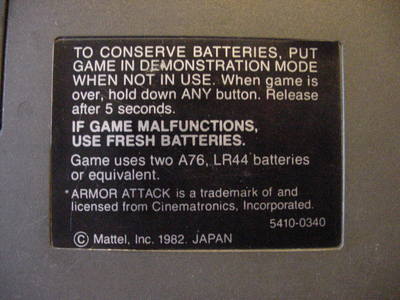 TO CONSERVE BATTERIES, PUT
GAME IN DEMONSTRATION MODE
WHEN NOT IN USE. When game is
over, hold down ANY button. Release
after 5 seconds.
IF GAME MALFUNCTIONS,
USE FRESH BATTERIES.
Game uses two A76, LR44 batteries
or equivalent.
*ARMOR ATTACK is a trademark of and
licensed from Cinematronics, Incorporated.
5410-0340
© Mattel, Inc. 1982. JAPAN